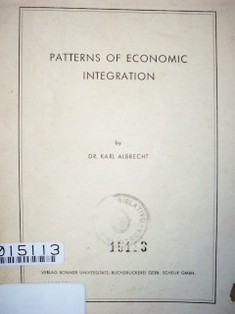 PATTERNS OF ECONOMIC
INTEGRATION
by
DR. KARL ALBRECHT
15113
015113
VERLAG BONNER UNIVERSITÄTS-BUCHDRUCKEREI GEBR. SCHEUR GMBH.